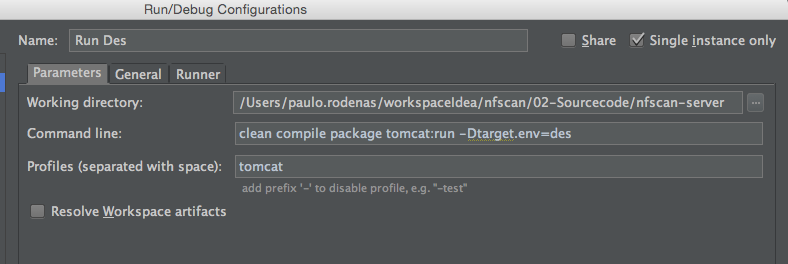 Run/Debug Configurations
Name: Run Des Share Single instance only
Parameters General Runner
Working directory: /Users/paulo.rodenas/workspaceIdea/nfscan/02-Sourcecode/nfscan-server ...
Command line: clean compile package tomcat:run -Dtarget.env=des
Profiles (separated with space): tomcat
add prefix '-' to disable profile, e.g. "-test"
Resolve Workspace artifacts